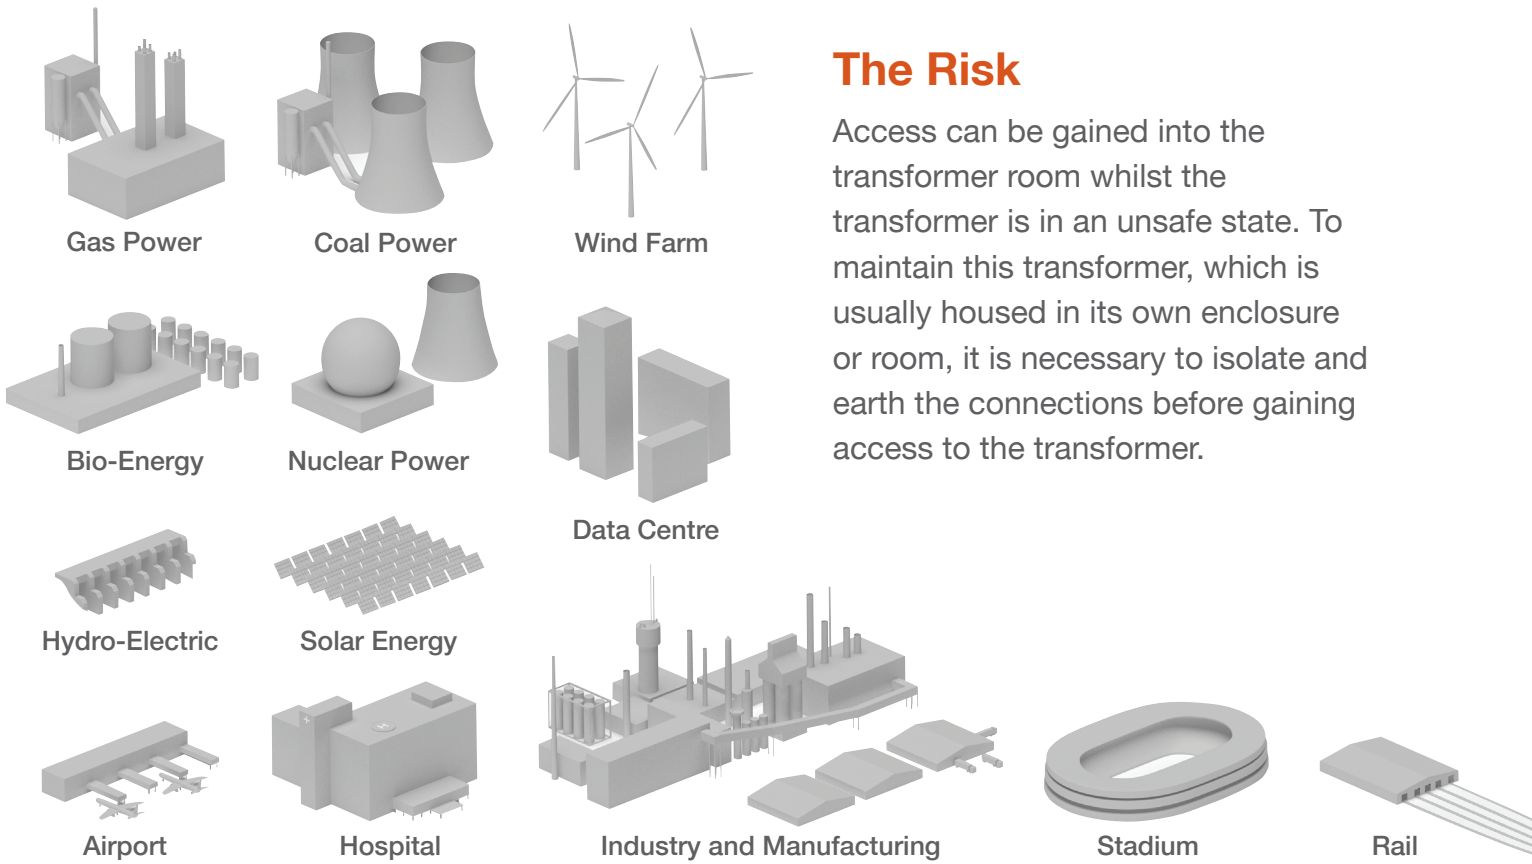 The Risk
Access can be gained into the
transformer room whilst the
transformer is in an unsafe state. To
maintain this transformer, which is
usually housed in its own enclosure
or room, it is necessary to isolate and
earth the connections before gaining
access to the transformer.
Gas Power
Coal Power
Wind Farm
Bio-Energy
Nuclear Power
Data Centre
Hydro-Electric
Solar Energy
Airport
Hospital
Industry and Manufacturing
Stadium
Rail